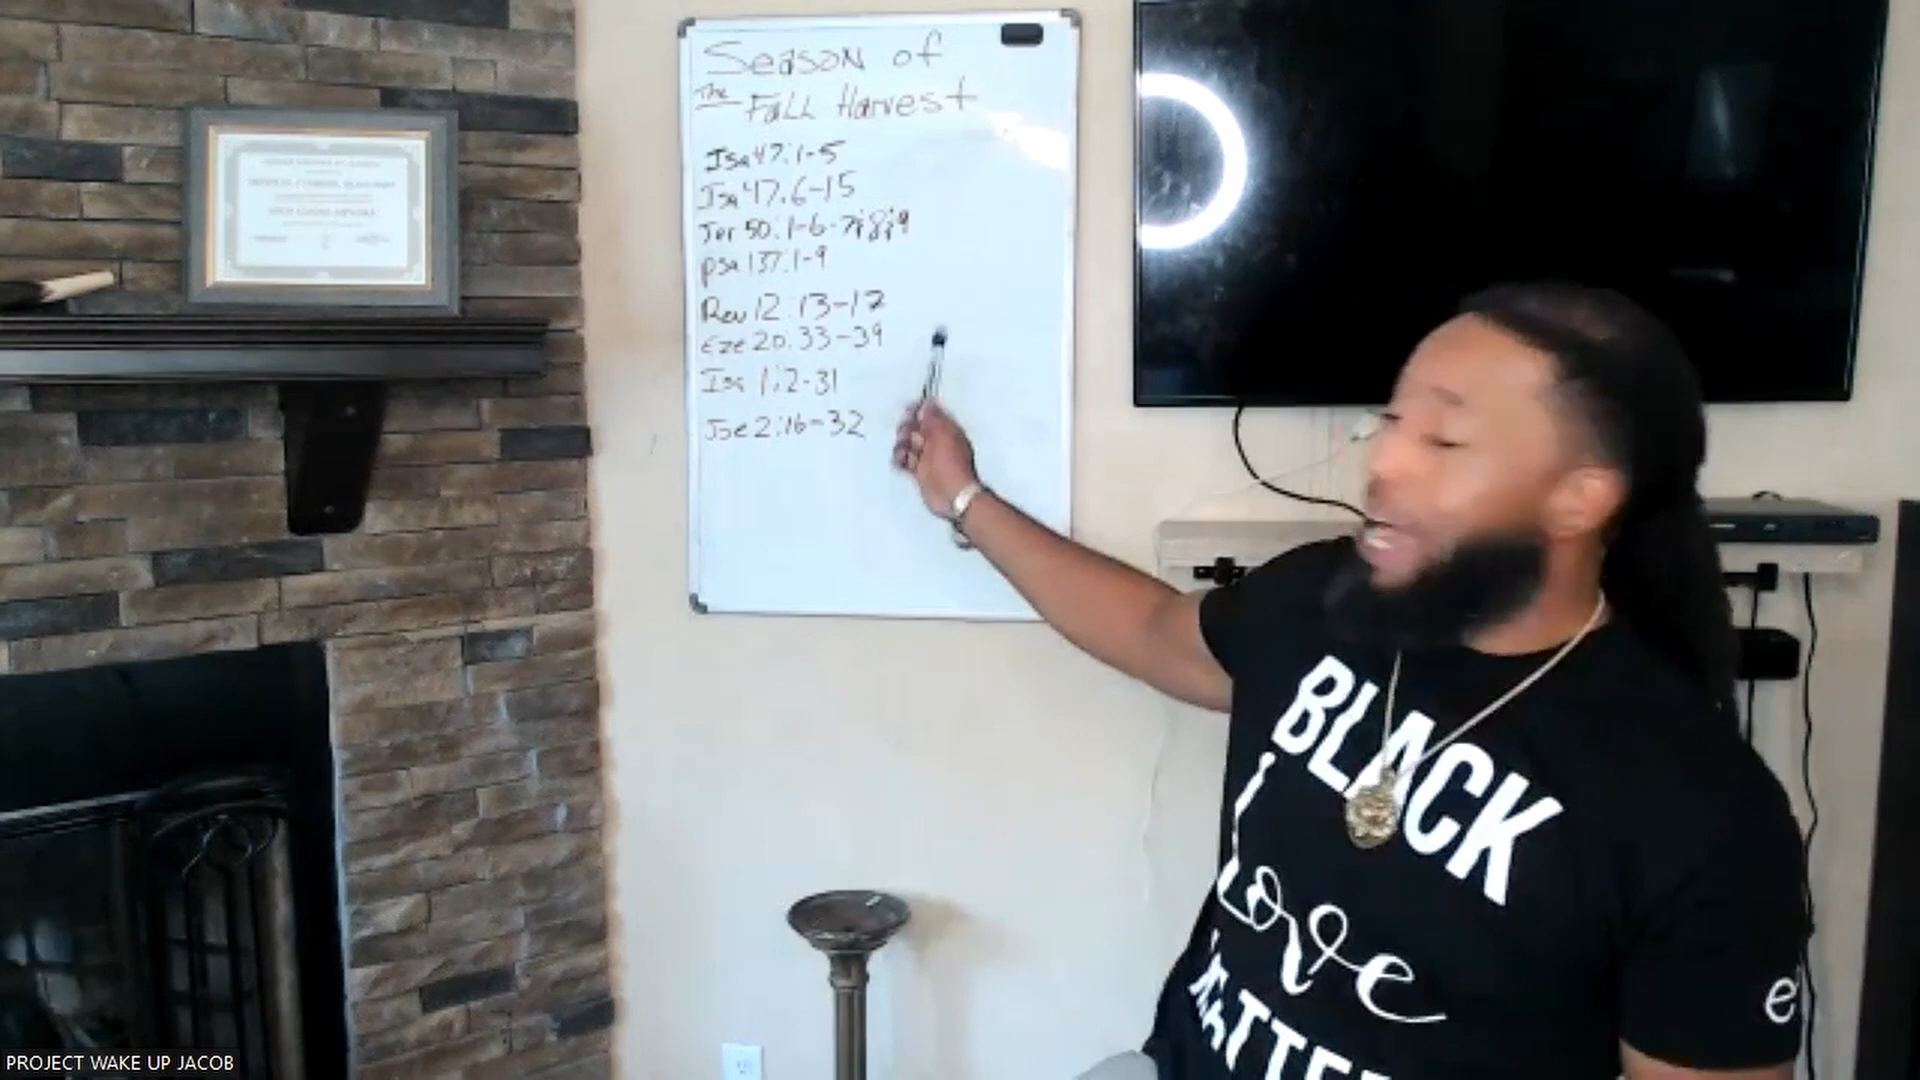 Season of
The Fall Harvest
Isa 47:1-5
Isa 47:6-15
Jer 50:1-6-7;8;9
psa 137:1-9
Rev 12:13-17
Eze 20:33-39
Isa 1:2-31
Joe 2:16-32
BLACK
Love
MATTE
e
PROJECT WAKE UP JACOB